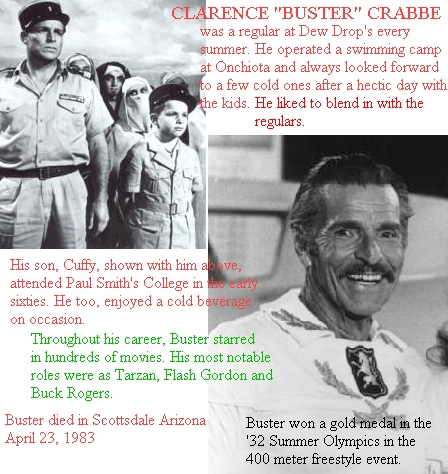 CLARENCE "BUSTER" CRABBE
was a regular at Dew Drop's every
summer. He operated a swimming camp
at Onchiota and always looked forward
to a few cold ones after a hectic day with
the kids. He liked to blend in with the
regulars.
His son, Cuffy, shown with him above,
attended Paul Smith's College in the early
sixties. He too, enjoyed a cold beverage
on occasion.
Throughout his career, Buster starred
in hundreds of movies. His most notable
roles were as Tarzan, Flash Gordon and
Buck Rogers.
Buster died in Scottsdale Arizona
April 23, 1983
Buster won a gold medal in the
'32 Summer Olympics in the
400 meter freestyle event.